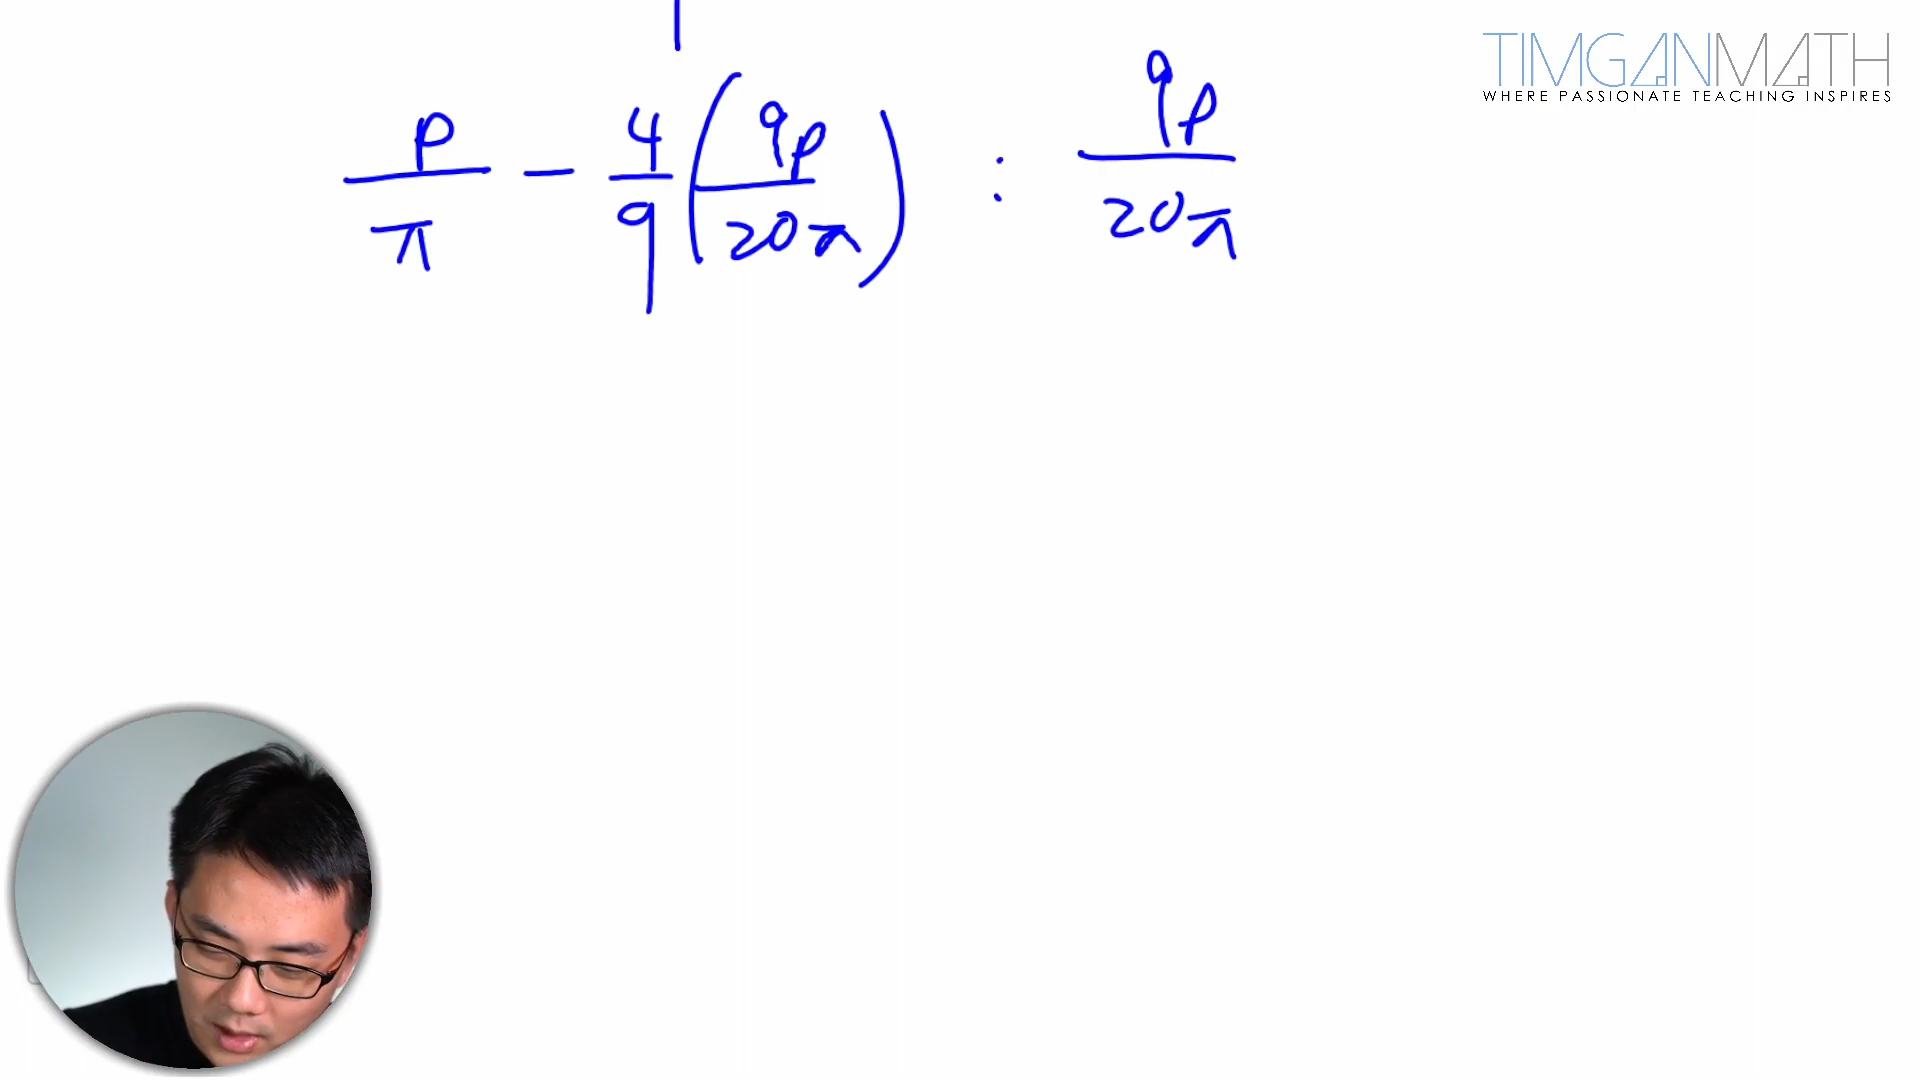 TIMGANMATH
WHERE PASSIONATE TEACHING INSPIRES
p/π − 4/9 (9p/20π) : 9p/20π